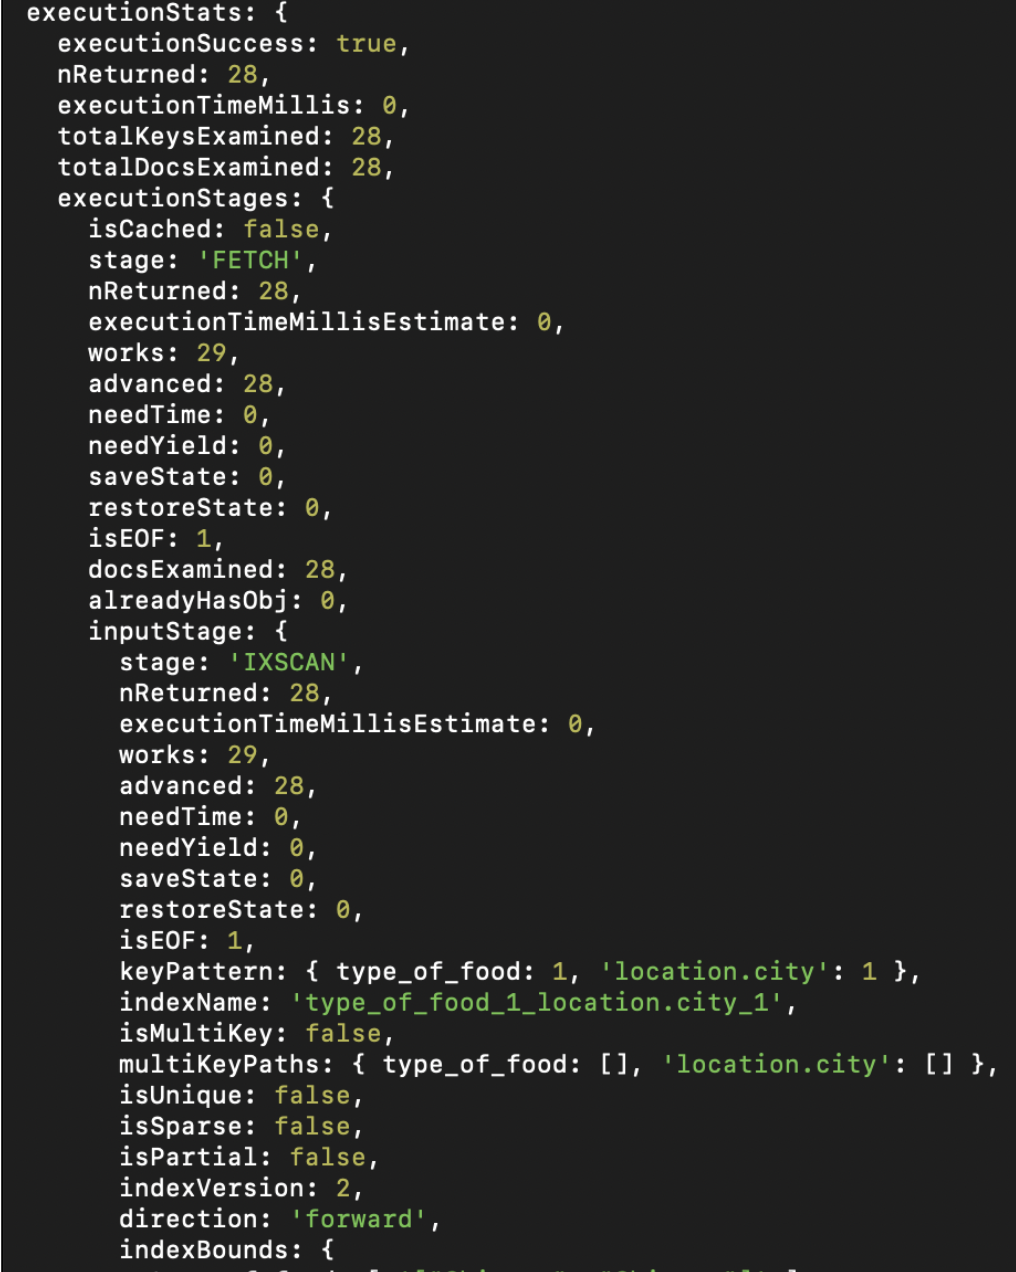 executionStats: {
executionSuccess: true,
nReturned: 28,
executionTimeMillis: 0,
totalKeysExamined: 28,
totalDocsExamined: 28,
executionStages: {
isCached: false,
stage: 'FETCH',
nReturned: 28,
executionTimeMillisEstimate: 0,
works: 29,
advanced: 28,
needTime: 0,
needYield: 0,
saveState: 0,
restoreState: 0,
isEOF: 1,
docsExamined: 28,
alreadyHasObj: 0,
inputStage: {
stage: 'IXSCAN',
nReturned: 28,
executionTimeMillisEstimate: 0,
works: 29,
advanced: 28,
needTime: 0,
needYield: 0,
saveState: 0,
restoreState: 0,
isEOF: 1,
keyPattern: { type_of_food: 1, 'location.city': 1 },
indexName: 'type_of_food_1_location.city_1',
isMultiKey: false,
multiKeyPaths: { type_of_food: [], 'location.city': [] },
isUnique: false,
isSparse: false,
isPartial: false,
indexVersion: 2,
direction: 'forward',
indexBounds: {